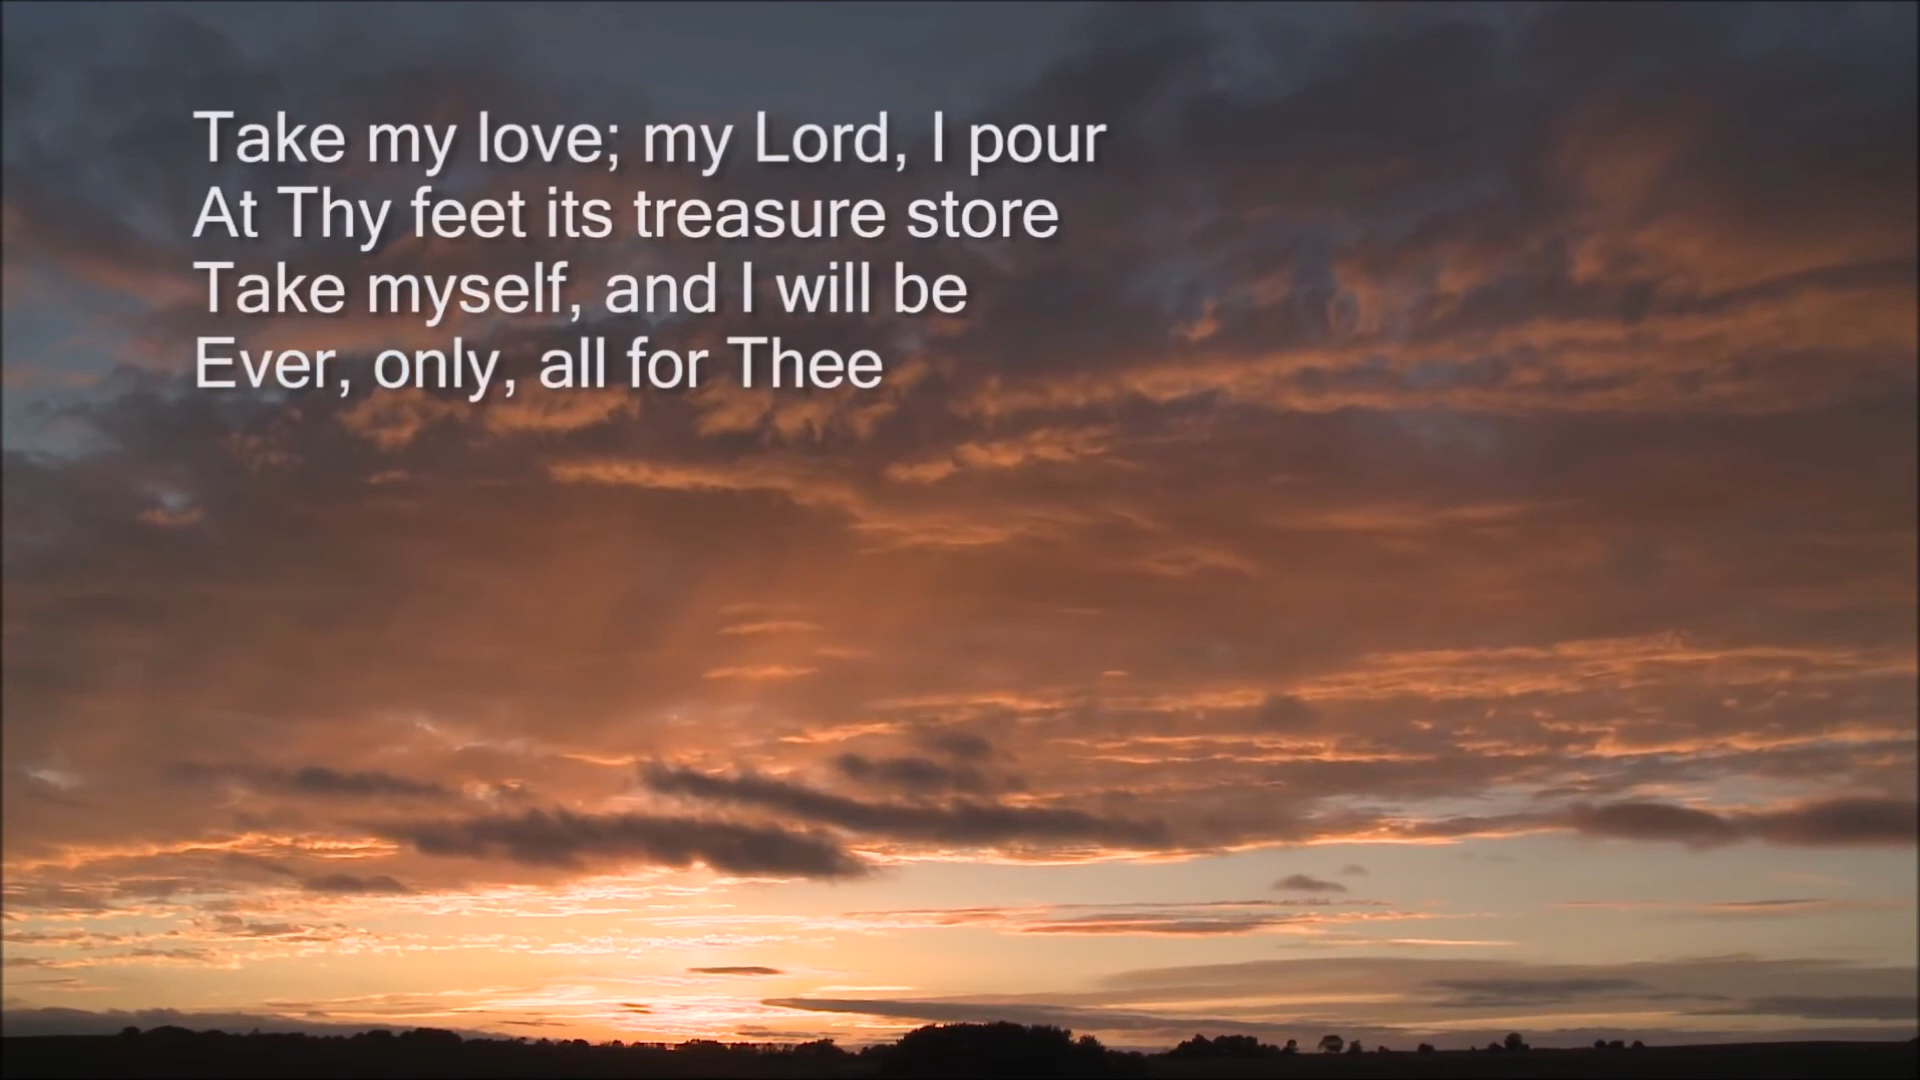 Take my love; my Lord, I pour
At Thy feet its treasure store
Take myself, and I will be
Ever, only, all for Thee